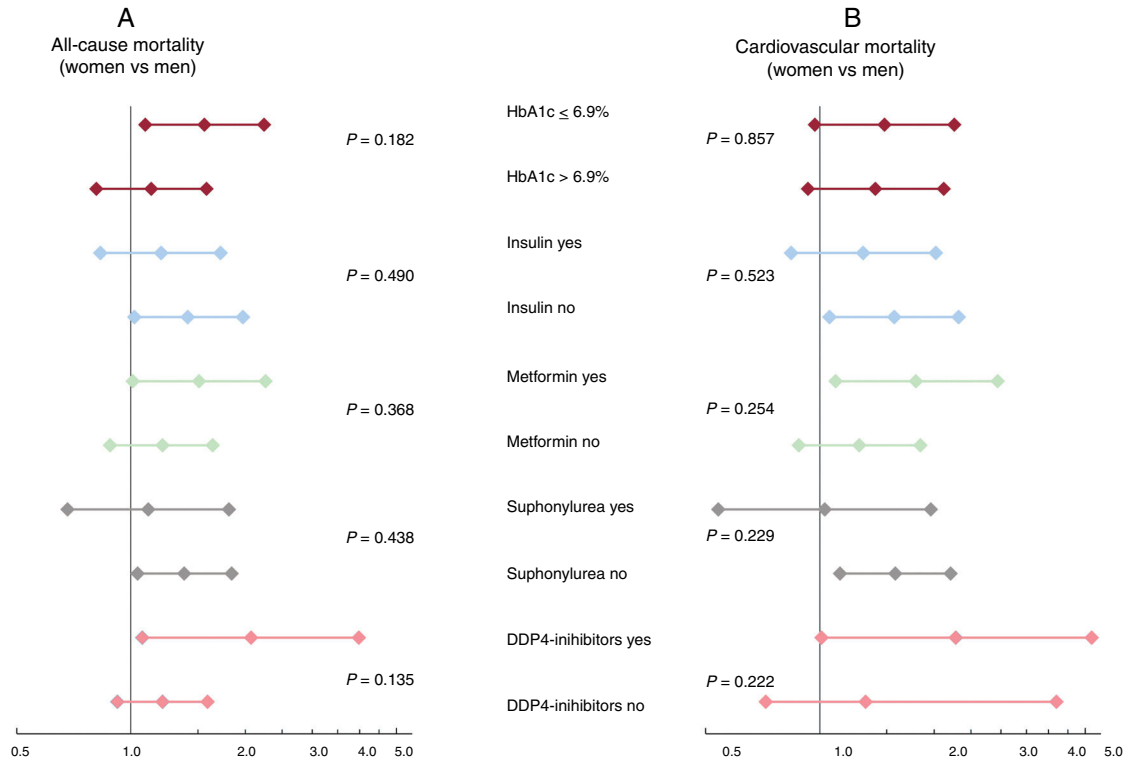 A
All-cause mortality
(women vs men)
B
Cardiovascular mortality
(women vs men)
HbA1c ≤ 6.9%
P = 0.182
P = 0.857
HbA1c > 6.9%
Insulin yes
P = 0.490
P = 0.523
Insulin no
Metformin yes
P = 0.368
P = 0.254
Metformin no
Suphonylurea yes
P = 0.438
P = 0.229
Suphonylurea no
DDP4-inihibitors yes
P = 0.135
P = 0.222
DDP4-inihibitors no
0.5 1.0 2.0 3.0 4.0 5.0
0.5 1.0 2.0 3.0 4.0 5.0